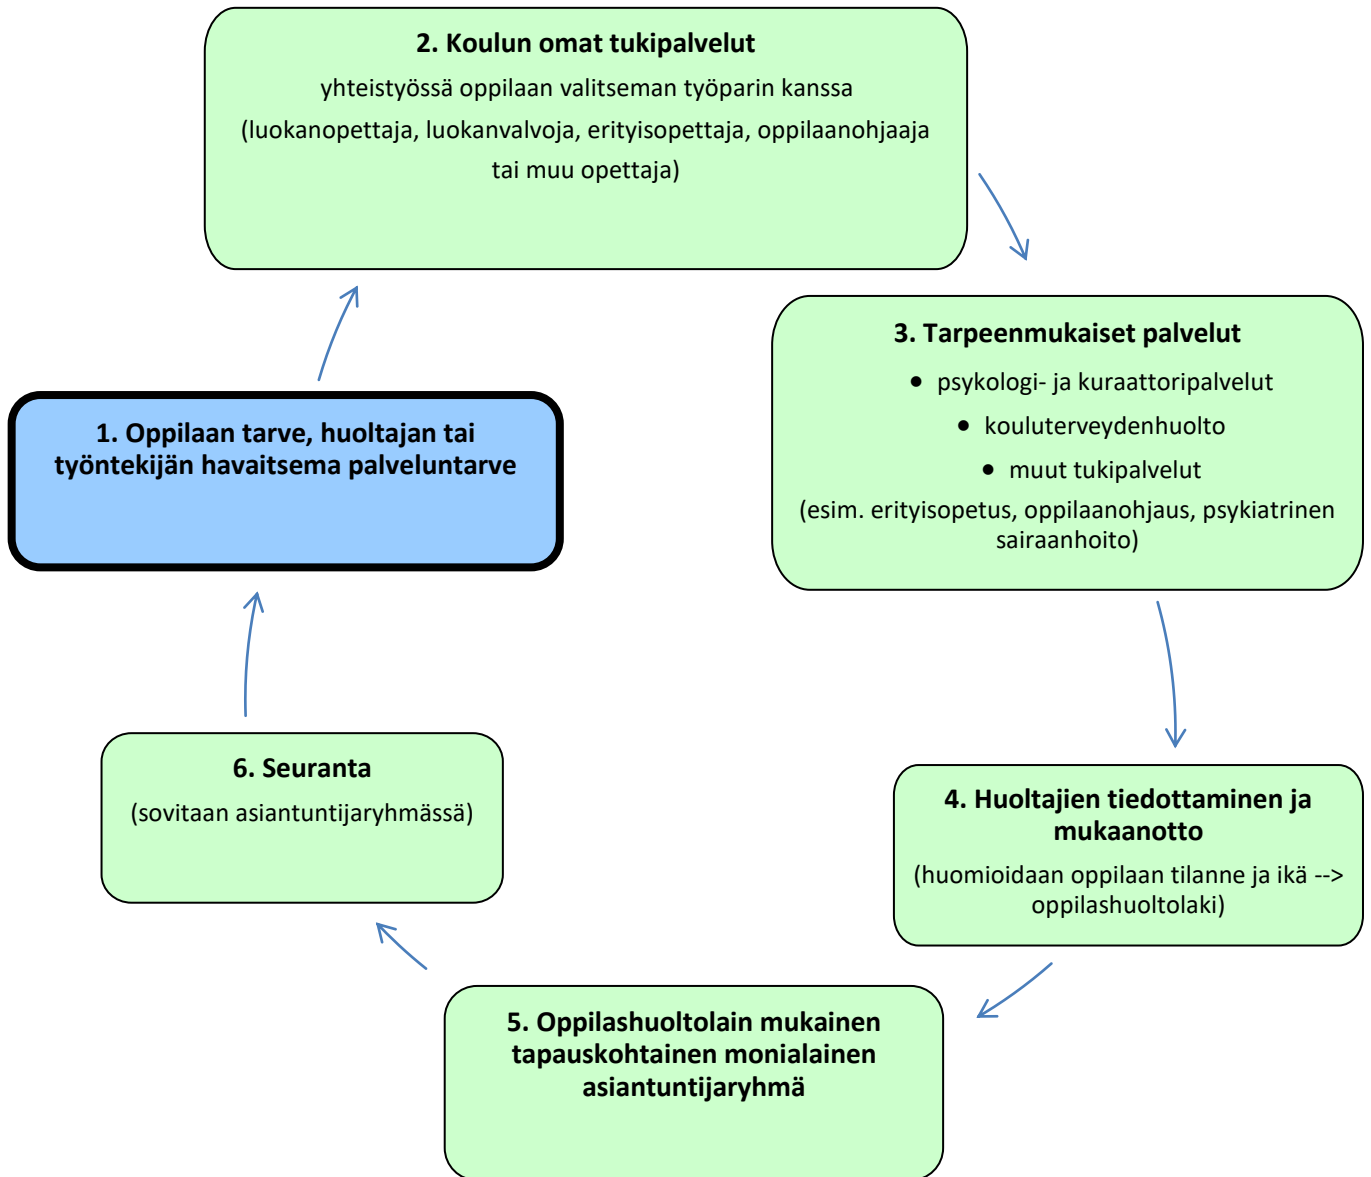 2. Koulun omat tukipalvelut
yhteistyössä oppilaan valitseman työparin kanssa
(luokanopettaja, luokanvalvoja, erityisopettaja, oppilaanohjaaja
tai muu opettaja)
3. Tarpeenmukaiset palvelut
• psykologi- ja kuraattoripalvelut
• kouluterveydenhuolto
• muut tukipalvelut
(esim. erityisopetus, oppilaanohjaus, psykiatrinen
sairaanhoito)
1. Oppilaan tarve, huoltajan tai
työntekijän havaitsema palveluntarve
6. Seuranta
(sovitaan asiantuntijaryhmässä)
4. Huoltajien tiedottaminen ja
mukaanotto
(huomioidaan oppilaan tilanne ja ikä -->
oppilashuoltolaki)
5. Oppilashuoltolain mukainen
tapauskohtainen monialainen
asiantuntijaryhmä